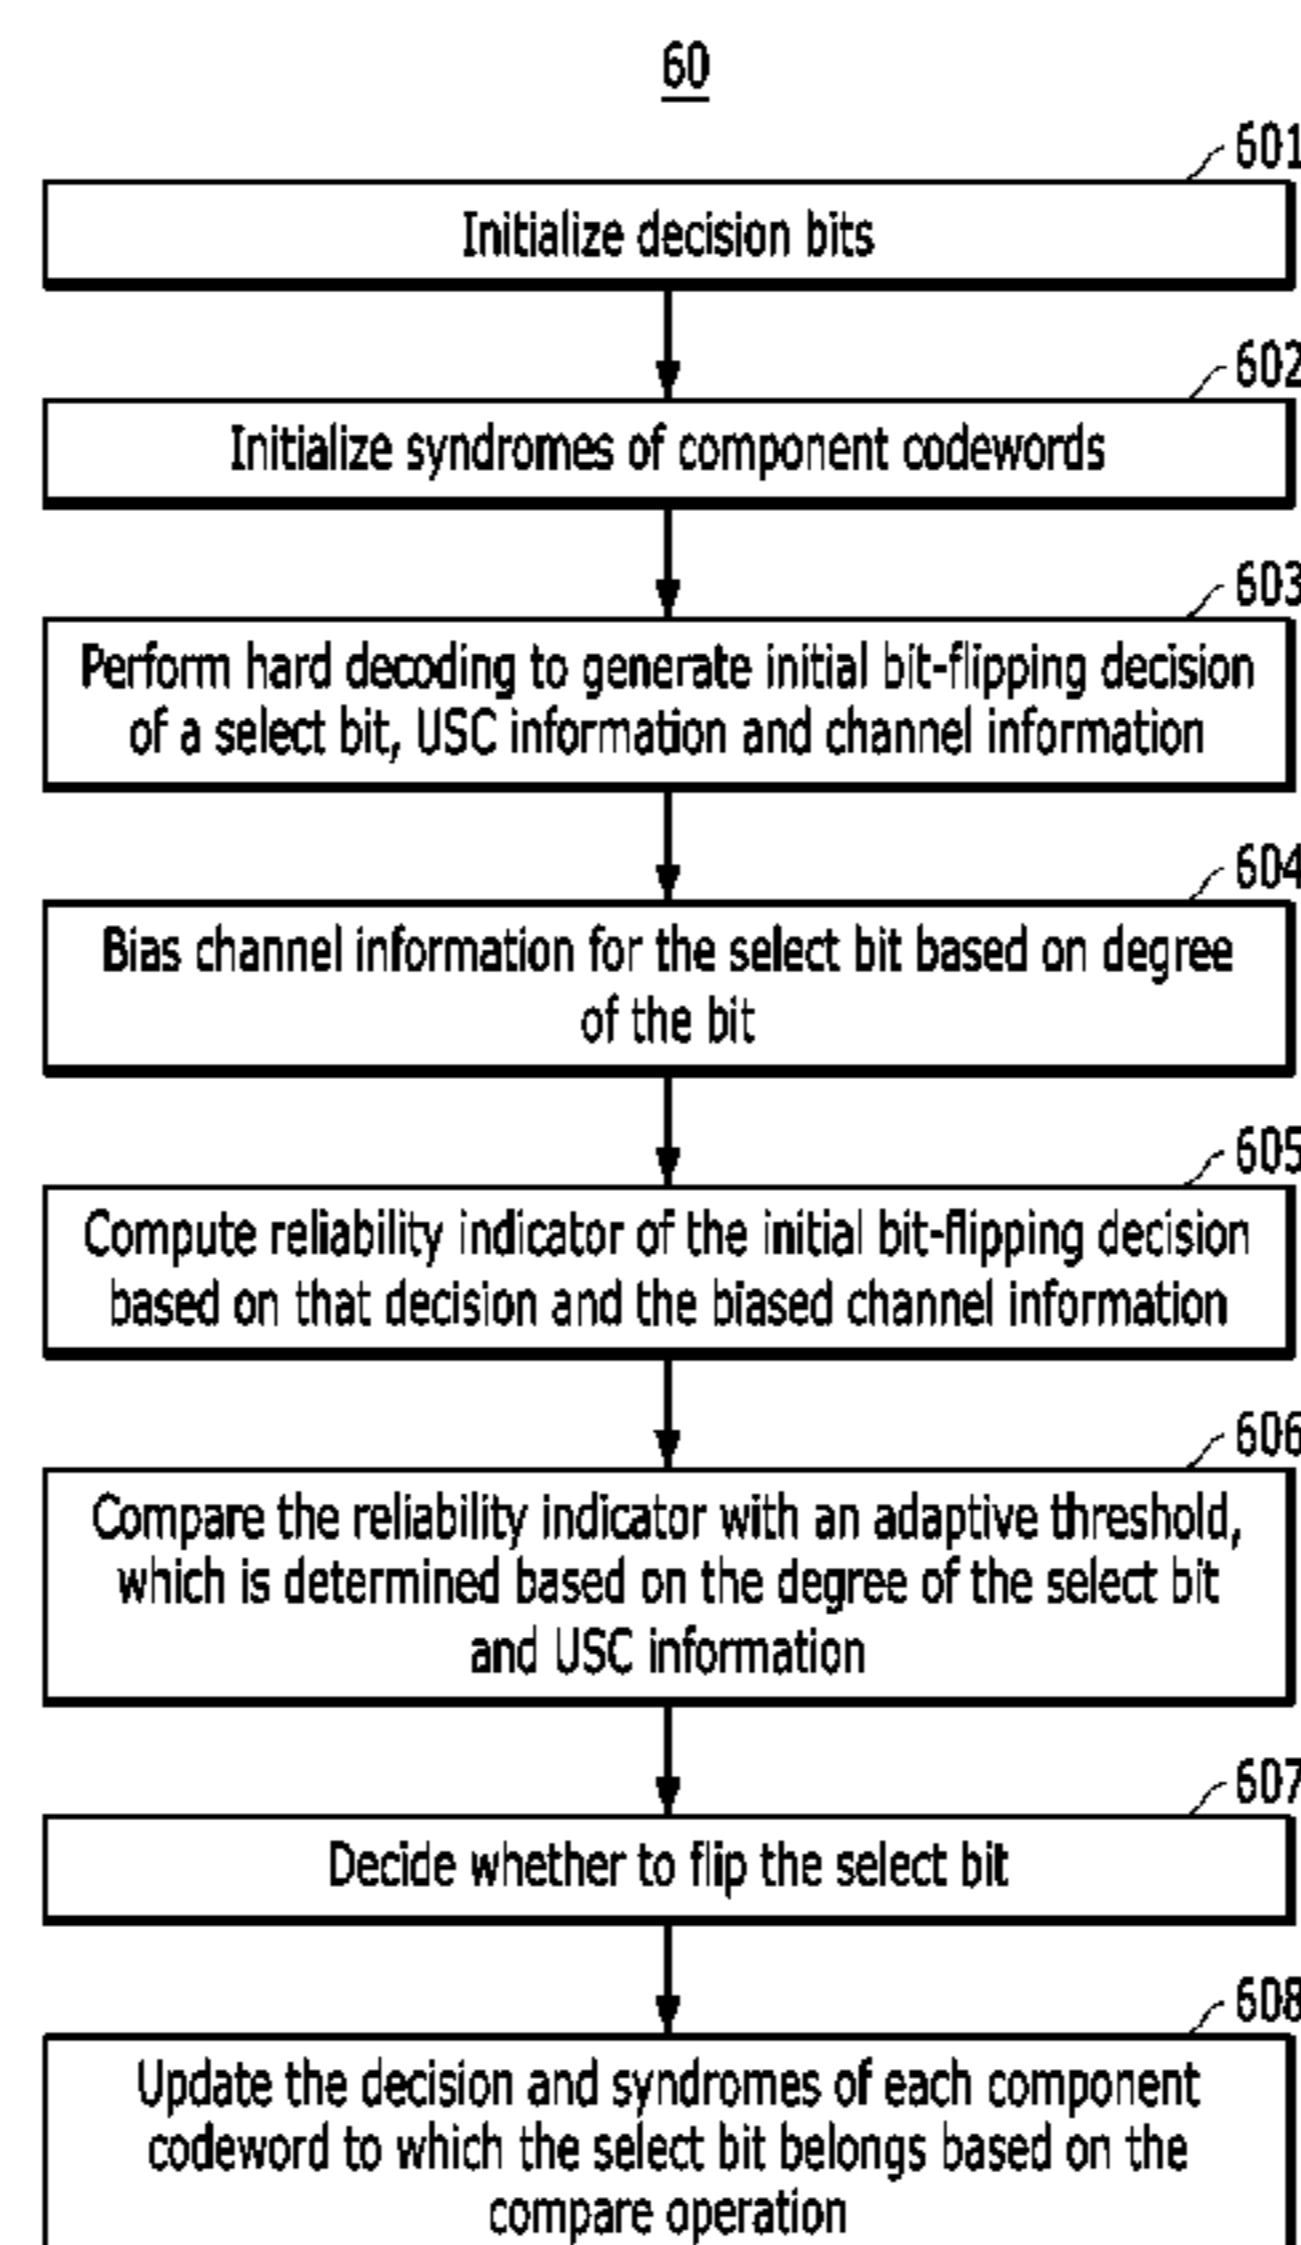 60
601
Initialize decision bits
602
Initialize syndromes of component codewords
603
Perform hard decoding to generate initial bit-flipping decision
of a select bit, USC information and channel information
604
Bias channel information for the select bit based on degree
of the bit
605
Compute reliability indicator of the initial bit-flipping decision
based on that decision and the biased channel information
606
Compare the reliability indicator with an adaptive threshold,
which is determined based on the degree of the select bit
and USC information
607
Decide whether to flip the select bit
608
Update the decision and syndromes of each component
codeword to which the select bit belongs based on the
compare operation